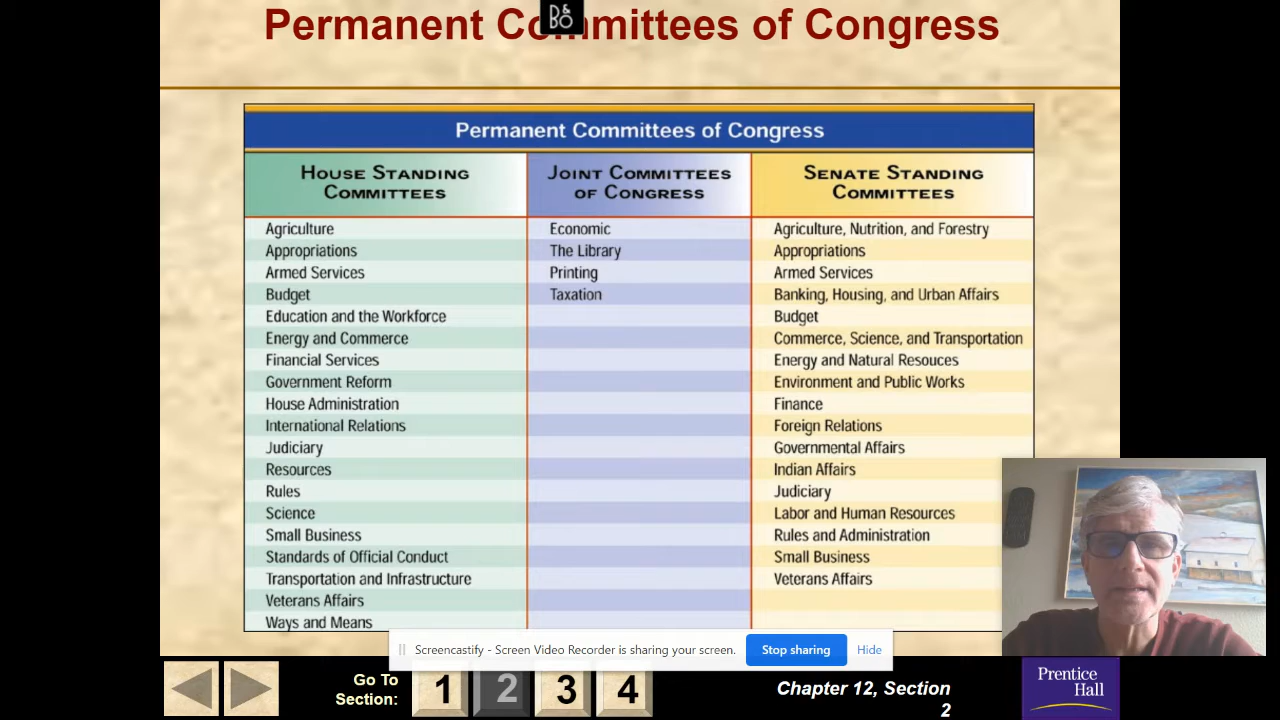 Permanent Committees of Congress
B&O
Permanent Committees of Congress
HOUSE STANDING
COMMITTEES
Agriculture
Appropriations
Armed Services
Budget
Education and the Workforce
Energy and Commerce
Financial Services
Government Reform
House Administration
International Relations
Judiciary
Resources
Rules
Science
Small Business
Standards of Official Conduct
Transportation and Infrastructure
Veterans Affairs
Ways and Means
JOINT COMMITTEES
OF CONGRESS
Economic
The Library
Printing
Taxation
SENATE STANDING
COMMITTEES
Agriculture, Nutrition, and Forestry
Appropriations
Armed Services
Banking, Housing, and Urban Affairs
Budget
Commerce, Science, and Transportation
Energy and Natural Resouces
Environment and Public Works
Finance
Foreign Relations
Governmental Affairs
Indian Affairs
Judiciary
Labor and Human Resources
Rules and Administration
Small Business
Veterans Affairs
Screencastify - Screen Video Recorder is sharing your screen. Stop sharing Hide
Go To
Section:
1 2 3 4
Chapter 12, Section
2
Prentice
Hall